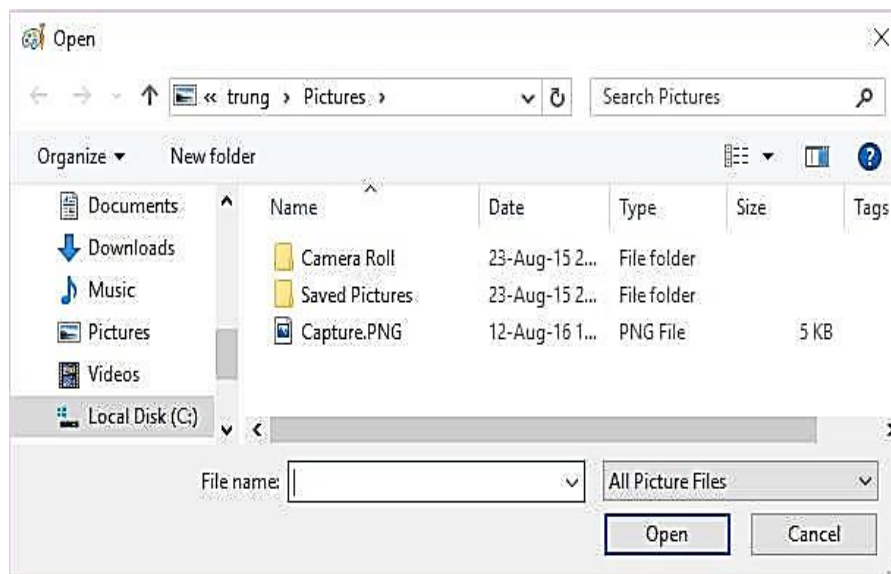 Open
« trung › Pictures ›
Search Pictures
Organize
New folder
Documents
Downloads
Music
Pictures
Videos
Local Disk (C:)
Name Date Type Size Tags
Camera Roll 23-Aug-15 2... File folder
Saved Pictures 23-Aug-15 2... File folder
Capture.PNG 12-Aug-16 1... PNG File 5 KB
File name:
All Picture Files
Open
Cancel